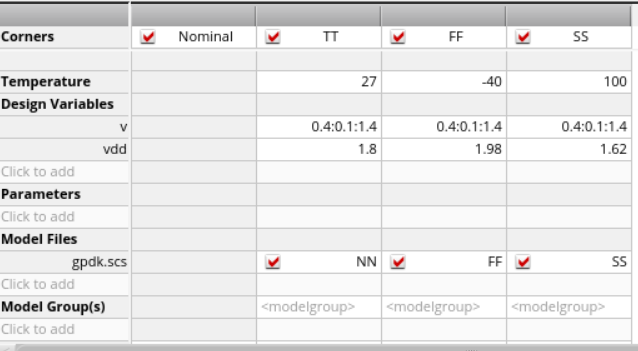 Corners Nominal TT FF SS
Temperature 27 -40 100
Design Variables
v 0.4:0.1:1.4 0.4:0.1:1.4 0.4:0.1:1.4
vdd 1.8 1.98 1.62
Click to add
Parameters
Click to add
Model Files
gpdk.scs NN FF SS
Click to add
Model Group(s) <modelgroup> <modelgroup> <modelgroup>
Click to add